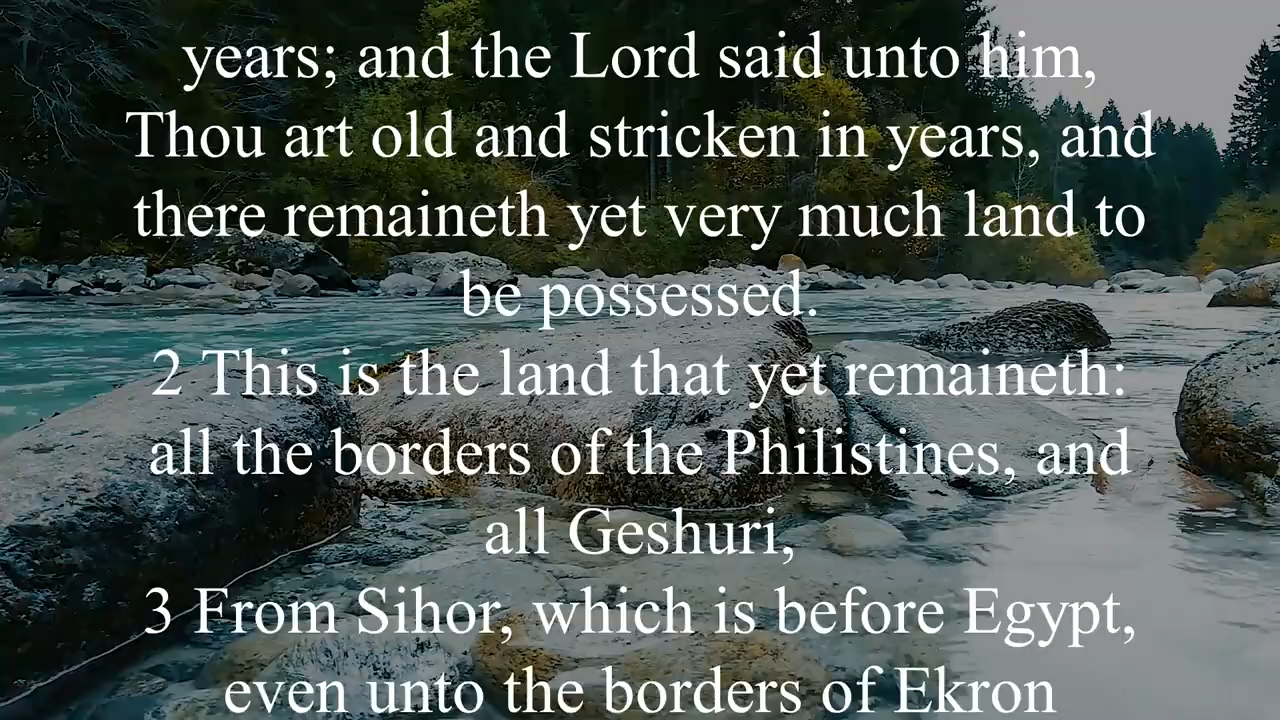 years; and the Lord said unto him,
Thou art old and stricken in years, and
there remaineth yet very much land to
be possessed.
2 This is the land that yet remaineth:
all the borders of the Philistines, and
all Geshuri,
3 From Sihor, which is before Egypt,
even unto the borders of Ekron